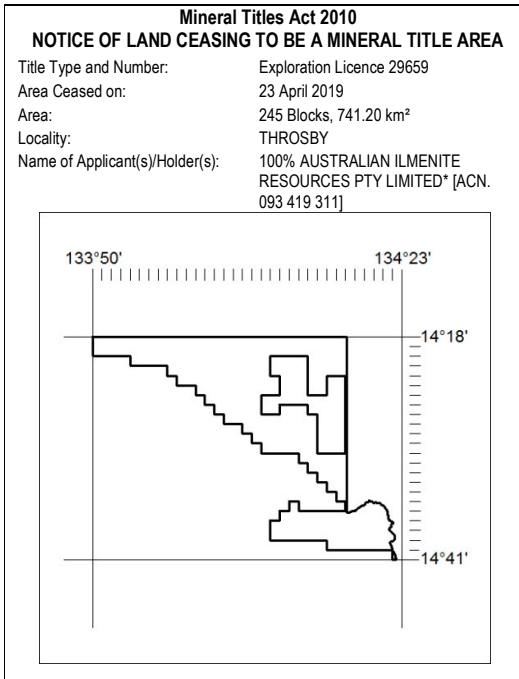 Mineral Titles Act 2010
NOTICE OF LAND CEASING TO BE A MINERAL TITLE AREA
Title Type and Number: Exploration Licence 29659
Area Ceased on: 23 April 2019
Area: 245 Blocks, 741.20 km²
Locality: THROSBY
Name of Applicant(s)/Holder(s): 100% AUSTRALIAN ILMENITE
RESOURCES PTY LIMITED* [ACN.
093 419 311]
133°50' 134°23'
14°18'
14°41'